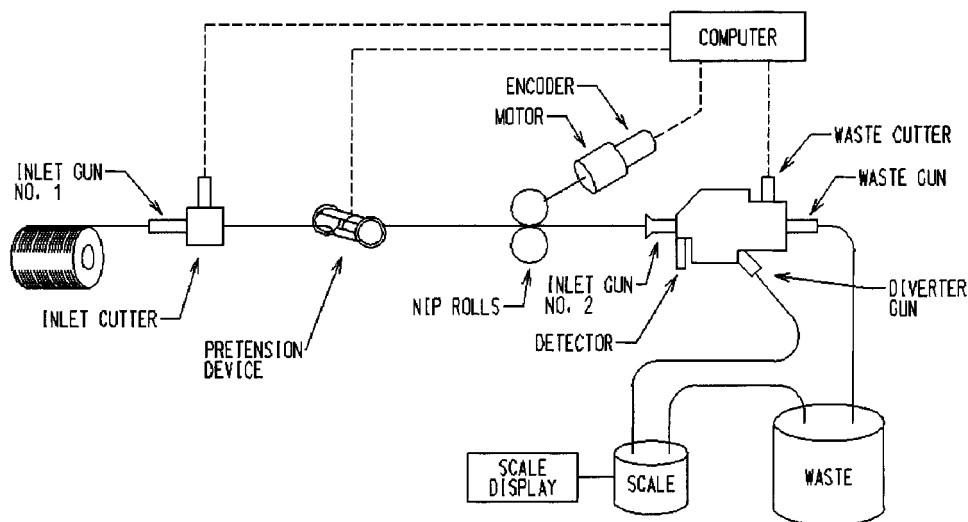 COMPUTER
ENCODER
MOTOR
WASTE CUTTER
WASTE GUN
INLET GUN
NO. 1
INLET CUTTER
PRETENSION
DEVICE
NIP ROLLS
INLET GUN
NO. 2
DETECTOR
DIVERTER
GUN
SCALE
DISPLAY
SCALE
WASTE